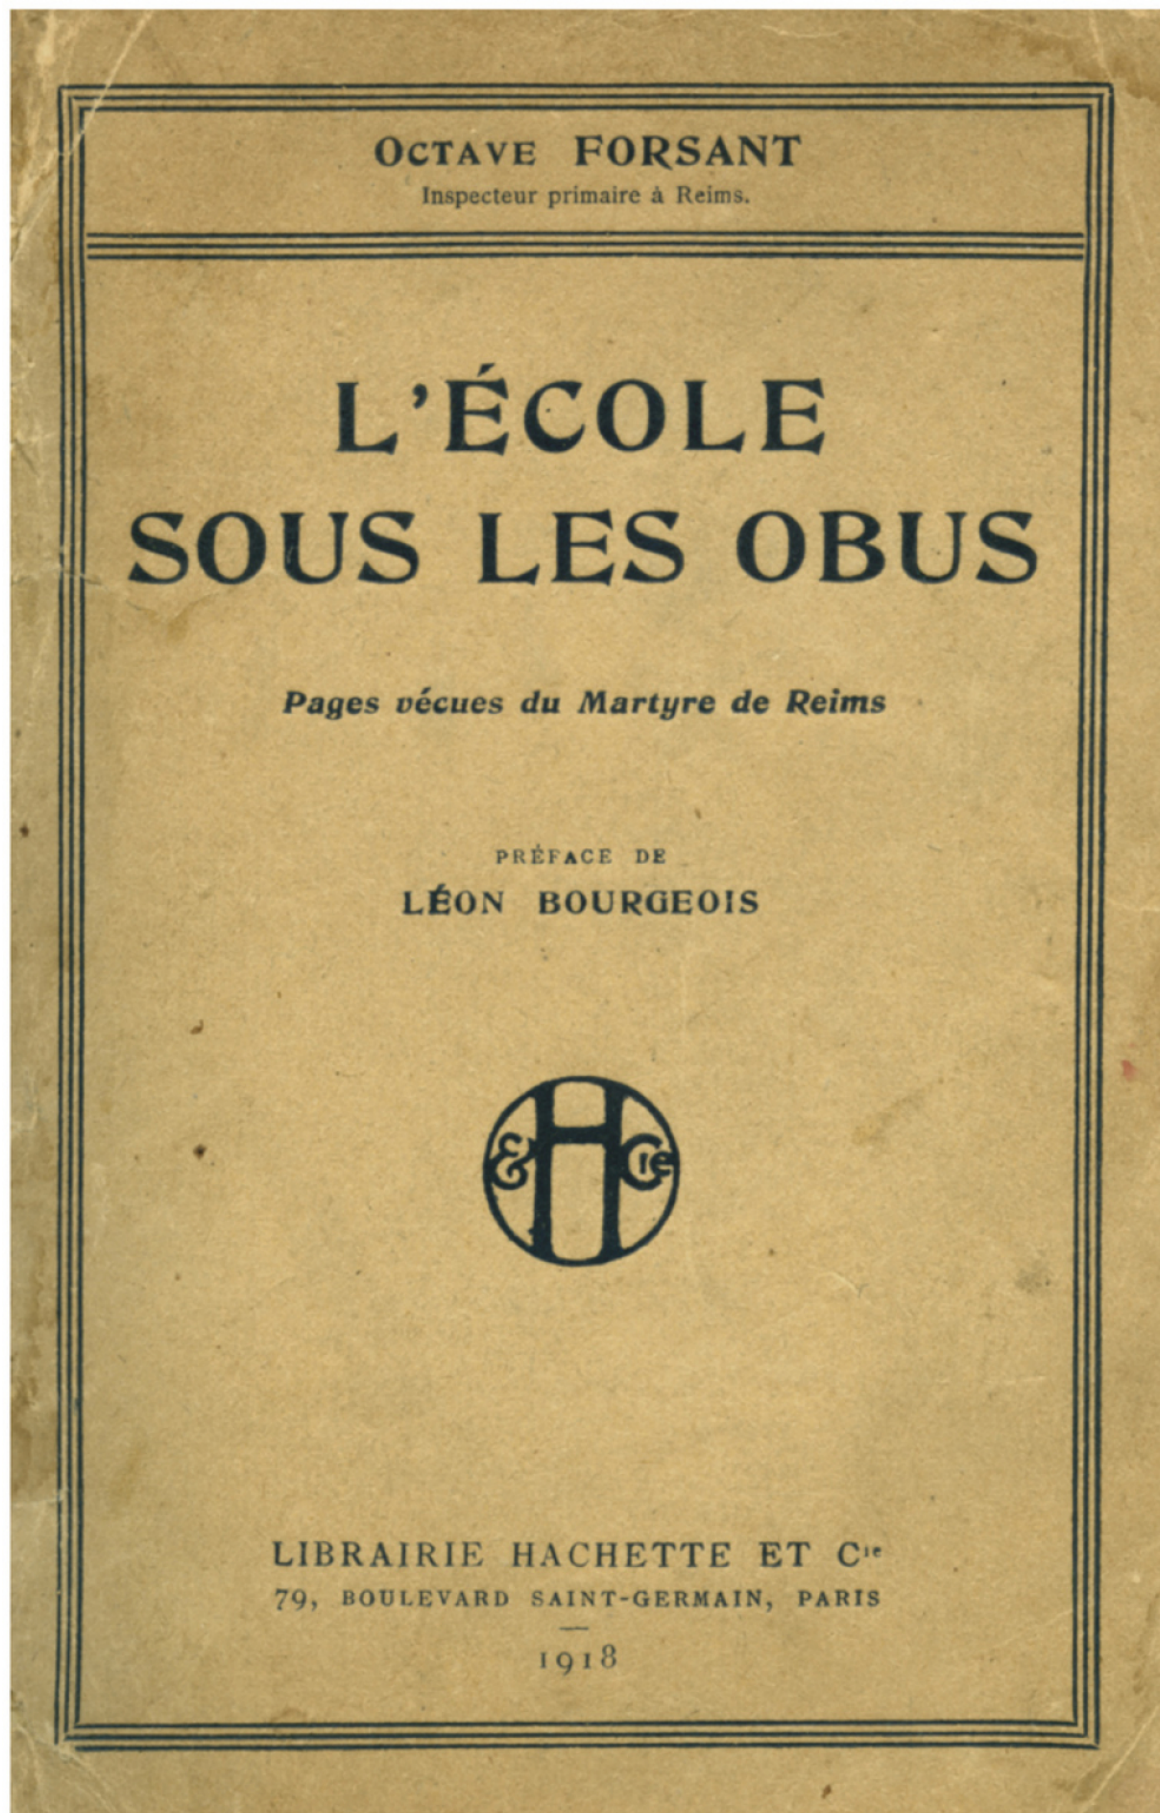 OCTAVE FORSANT
Inspecteur primaire à Reims.
L'ÉCOLE
SOUS LES OBUS
Pages vécues du Martyre de Reims
PRÉFACE DE
LÉON BOURGEOIS
& H Cie
LIBRAIRIE HACHETTE ET Cie
79, BOULEVARD SAINT-GERMAIN, PARIS
1918